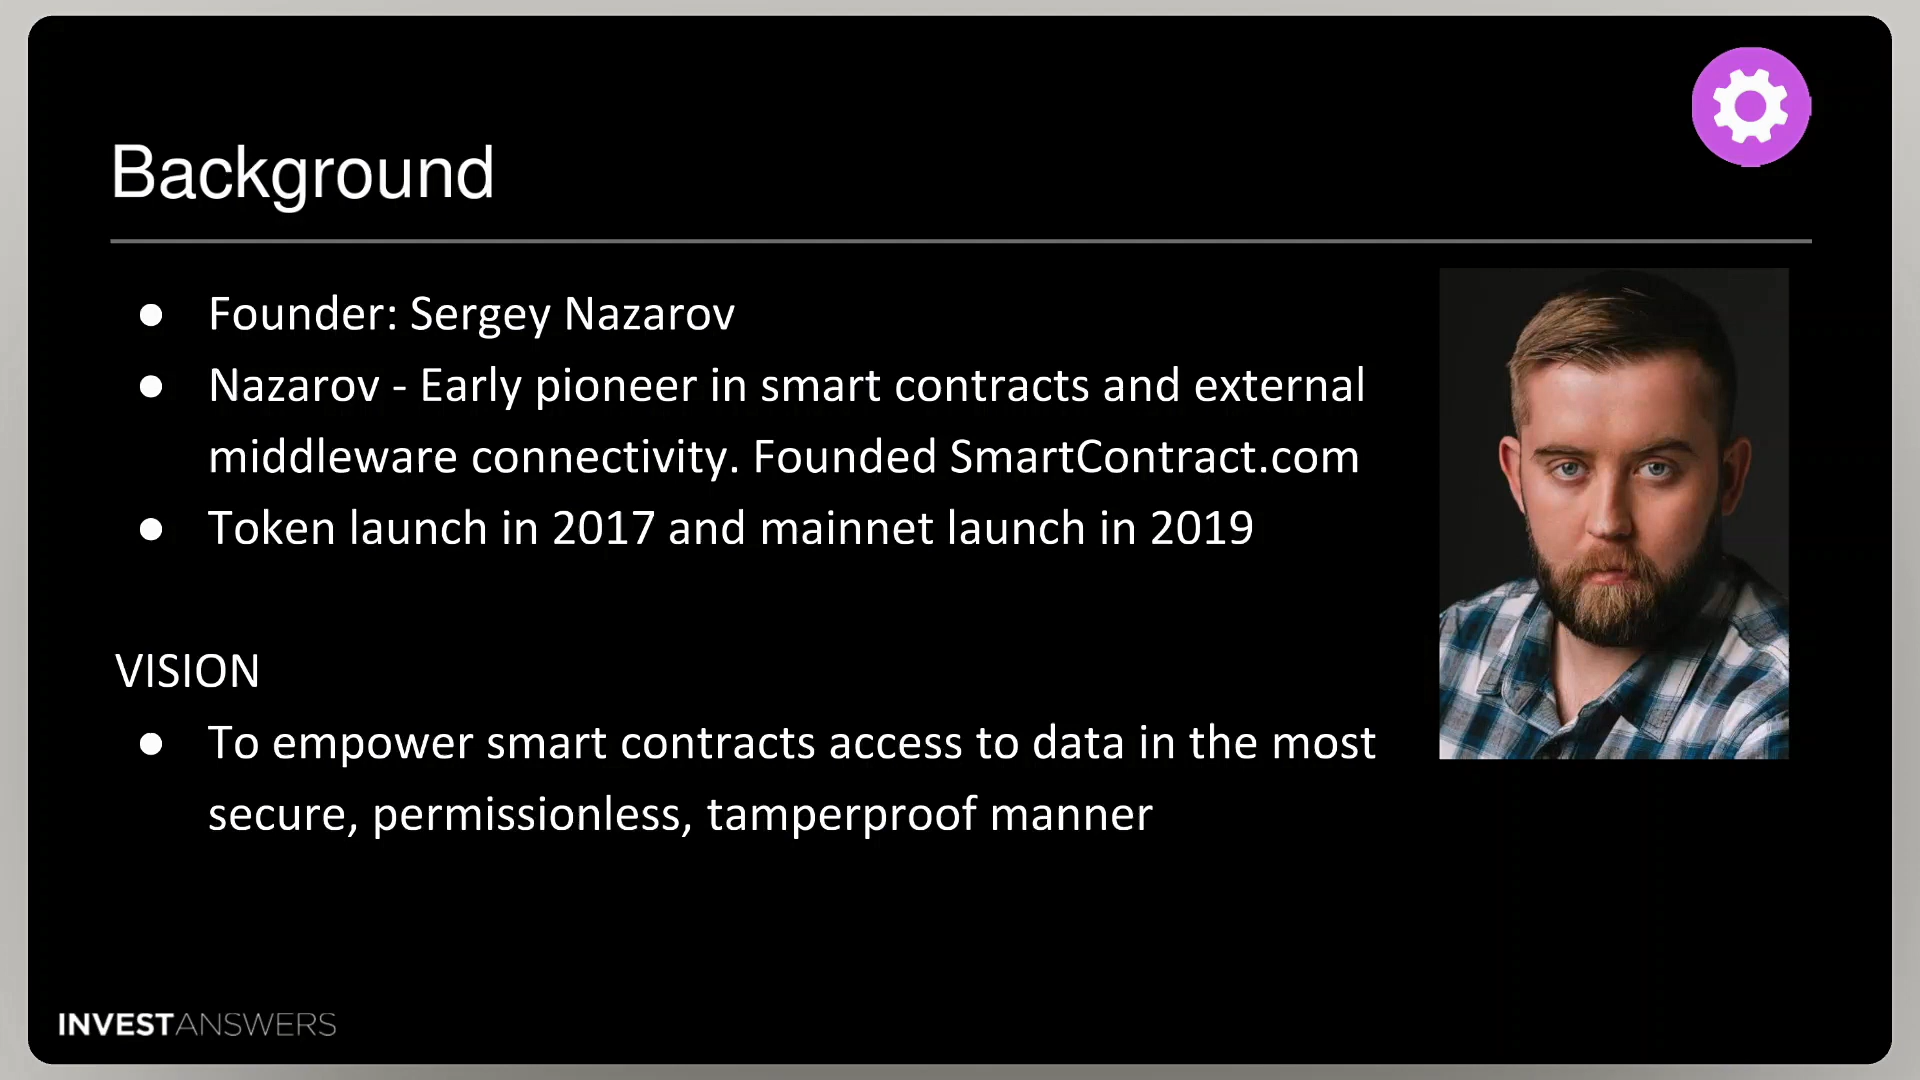 Background
● Founder: Sergey Nazarov
● Nazarov - Early pioneer in smart contracts and external
middleware connectivity. Founded SmartContract.com
● Token launch in 2017 and mainnet launch in 2019
VISION
● To empower smart contracts access to data in the most
secure, permissionless, tamperproof manner
INVESTANSWERS